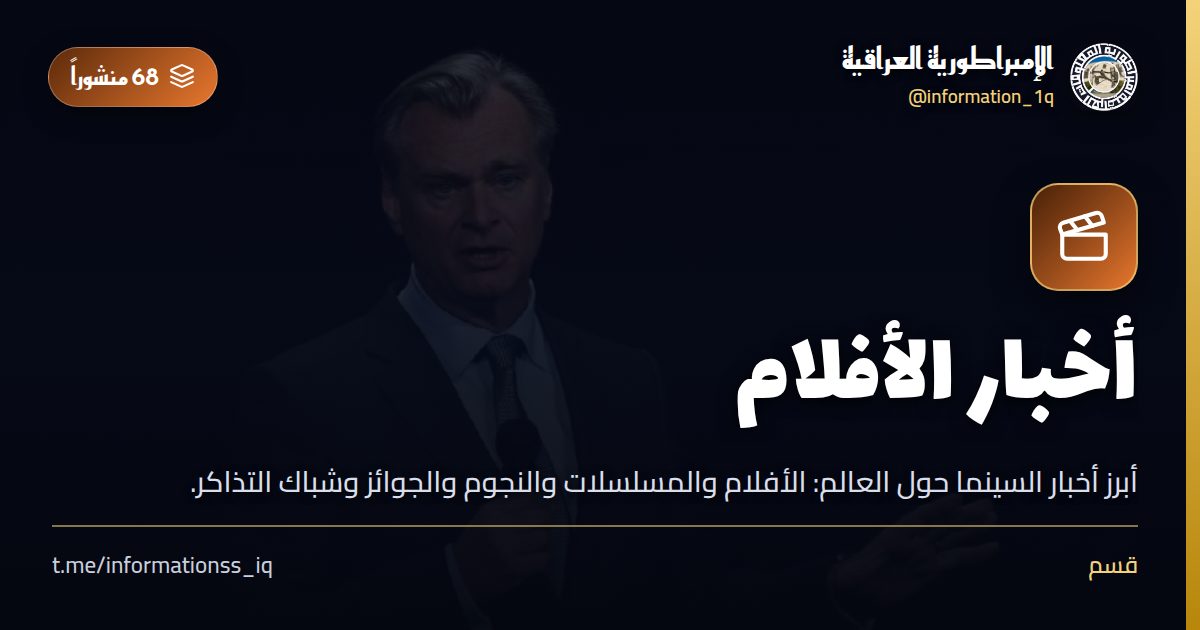 الإمبراطورية العراقية
@information_1q
68 منشوراً
أخبار الأفلام
أبرز أخبار السينما حول العالم: الأفلام والمسلسلات والنجوم والجوائز وشباك التذاكر.
قسم
t.me/informationss_iq